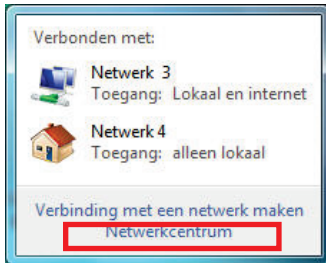 Verbonden met:
Netwerk 3
Toegang: Lokaal en internet
Netwerk 4
Toegang: alleen lokaal
Verbinding met een netwerk maken
Netwerkcentrum